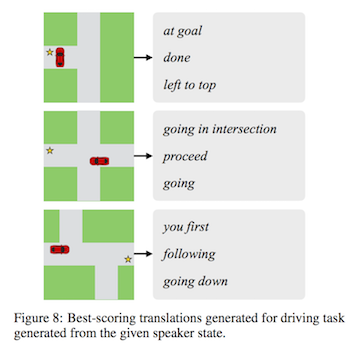 at goal
done
left to top
going in intersection
proceed
going
you first
following
going down
Figure 8: Best-scoring translations generated for driving task
generated from the given speaker state.